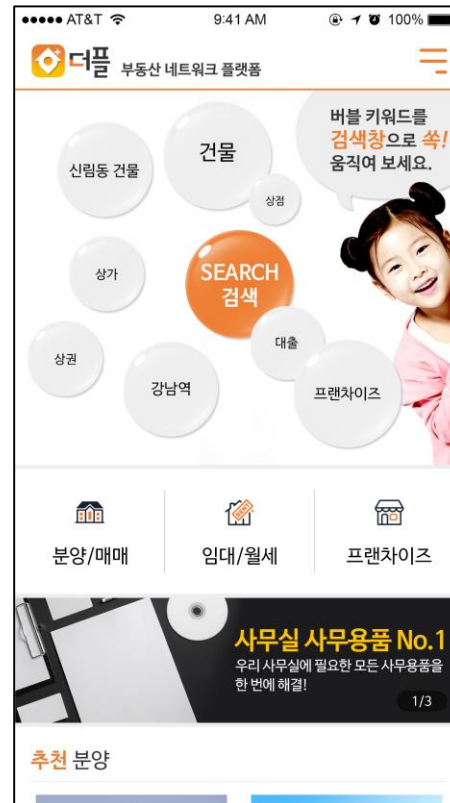 AT&T
9:41 AM
100%
더플 부동산 네트워크 플랫폼
버블 키워드를
검색창으로 쏙!
움직여 보세요.
신림동 건물
건물
상점
상가
SEARCH
검색
대출
상권
강남역
프랜차이즈
분양/매매
임대/월세
프랜차이즈
사무실 사무용품 No.1
우리 사무실에 필요한 모든 사무용품을
한 번에 해결!
1/3
추천 분양